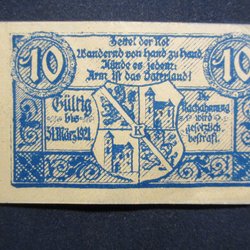 Zettel der Not
Wandernd von Hand zu Hand
Künde es jedem:
Arm ist das Vaterland!
10
10
Gültig
bis
31. März 1921.
K
Die
Nachahmung
wird
gesetzlich
bestraft.